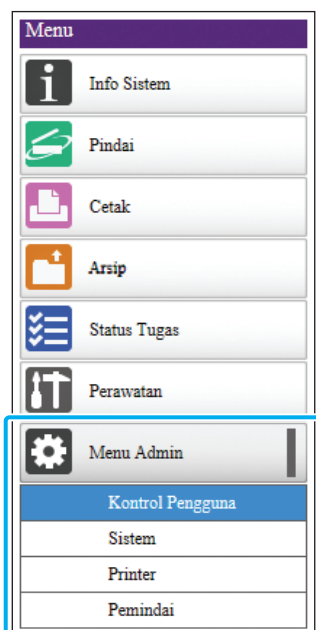 Menu
Info Sistem
Pindai
Cetak
Arsip
Status Tugas
Perawatan
Menu Admin
Kontrol Pengguna
Sistem
Printer
Pemindai